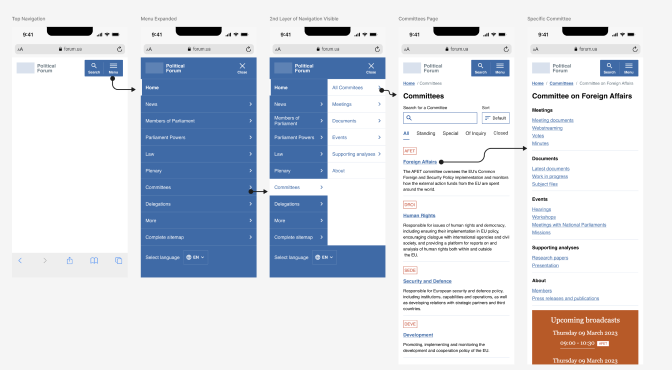 Top Navigation
9:41
AA
forum.us
Political
Forum
Search
Menu
Menu Expanded
9:41
AA
forum.us
Political
Forum
Close
Home
News
Members of Parliament
Parliament Powers
Law
Plenary
Committees
Delegations
More
Complete sitemap
Select language
EN
2nd Layer of Navigation Visible
9:41
AA
forum.us
Political
Forum
Close
Home
News
Members of
Parliament
Parliament Powers
Law
Plenary
Committees
Delegations
More
Complete sitemap
Select language
EN
All Commitees
Meetings
Documents
Events
Supporting analyses
About
Committees Page
9:41
AA
forum.us
Political
Forum
Search
Menu
Home / Committees
Committees
Search for a Committee
Sort
Default
All Standing Special Of Inquiry Closed
AFET
Foreign Affairs
The AFET committee oversees the EU's Common
Foreign and Security Policy implementation and monitors
how the external action funds from the EU are spent
around the world.
DROI
Human Rights
Responsible for issues of human rights and democracy,
including ensuring their implementation in EU policy,
encouraging dialogue with international agencies and civil
society, and providing a platform for reports on and
analysis of human rights both within and outside
the EU.
SEDE
Security and Defence
Responsible for European security and defence policy,
including institutions, capabilities and operations, as well
as developing relations with strategic partners and third
countries.
DEVE
Development
Promoting, implementing and monitoring the
development and cooperation policy of the EU.
Specific Committee
9:41
AA
forum.us
Political
Forum
Search
Menu
Home / Committees / Committee on Foreign Affairs
Committee on Foreign Affairs
Meetings
Meeting documents
Webstreaming
Votes
Minutes
Documents
Latest documents
Work in progress
Subject files
Events
Hearings
Workshops
Meetings with National Parliaments
Missions
Supporting analyses
Research papers
Presentation
About
Members
Press releases and publications
Upcoming broadcasts
Thursday 09 March 2023
09:00 - 10:30
Thursday 09 March 2023